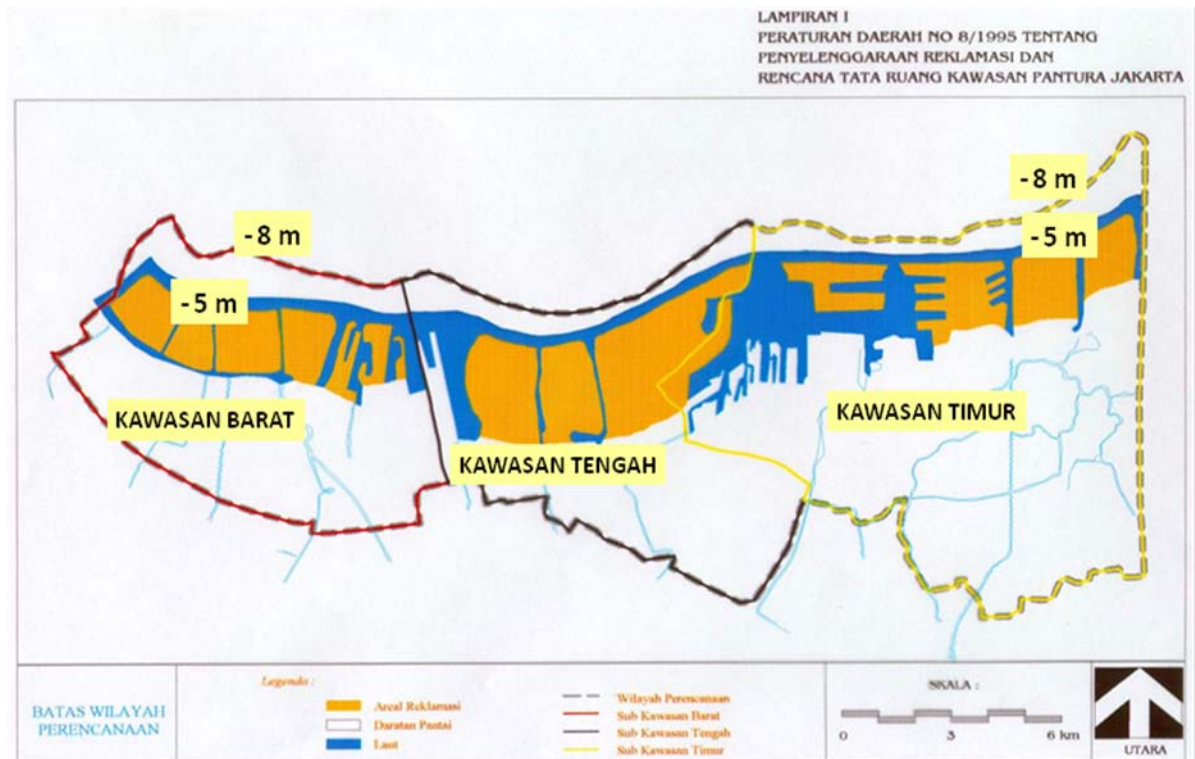 LAMPIRAN I
PERATURAN DAERAH NO 8/1995 TENTANG
PENYELENGGARAAN REKLAMASI DAN
RENCANA TATA RUANG KAWASAN PANTURA JAKARTA
- 8 m
- 8 m
- 5 m
- 5 m
KAWASAN BARAT
KAWASAN TIMUR
KAWASAN TENGAH
BATAS WILAYAH
PERENCANAAN
Legenda :
Areal Reklamasi
Daratan Pantai
Laut
Wilayah Perencanaan
Sub Kawasan Barat
Sub Kawasan Tengah
Sub Kawasan Timur
SKALA :
0 3 6 km
UTARA